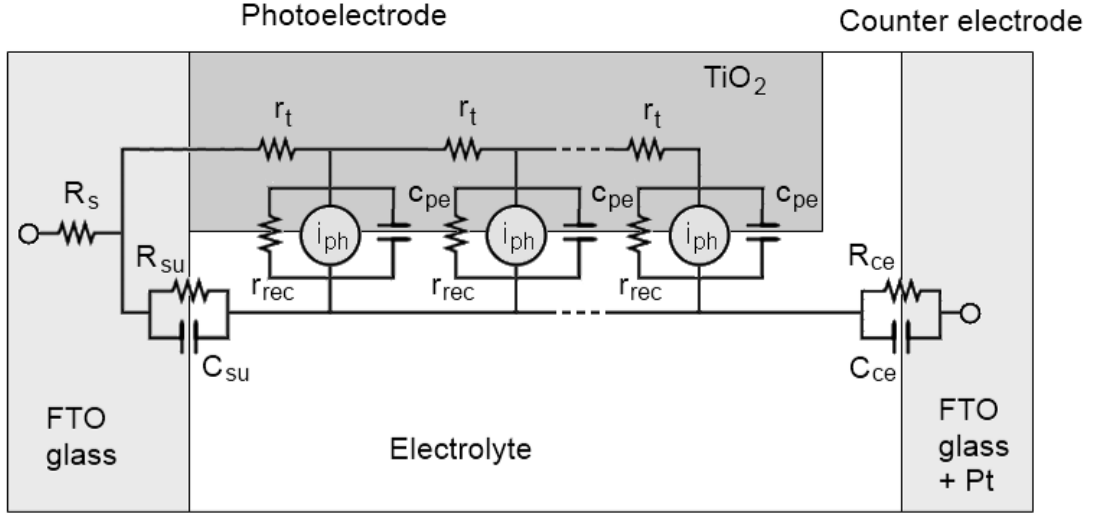 Photoelectrode
Counter electrode
TiO2
rt rt rt
Rs
cpe cpe cpe
iph iph iph
Rsu
Rce
rrec rrec rrec
Csu
Cce
FTO
glass
Electrolyte
FTO
glass
+ Pt